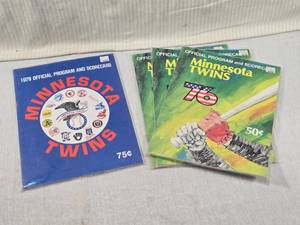 1978 OFFICIAL PROGRAM AND SCORECARD
MINNESOTA
TWINS
75¢
OFFICIAL PROGRAM AND SCORECARD
Minnesota
TWINS
76
50¢